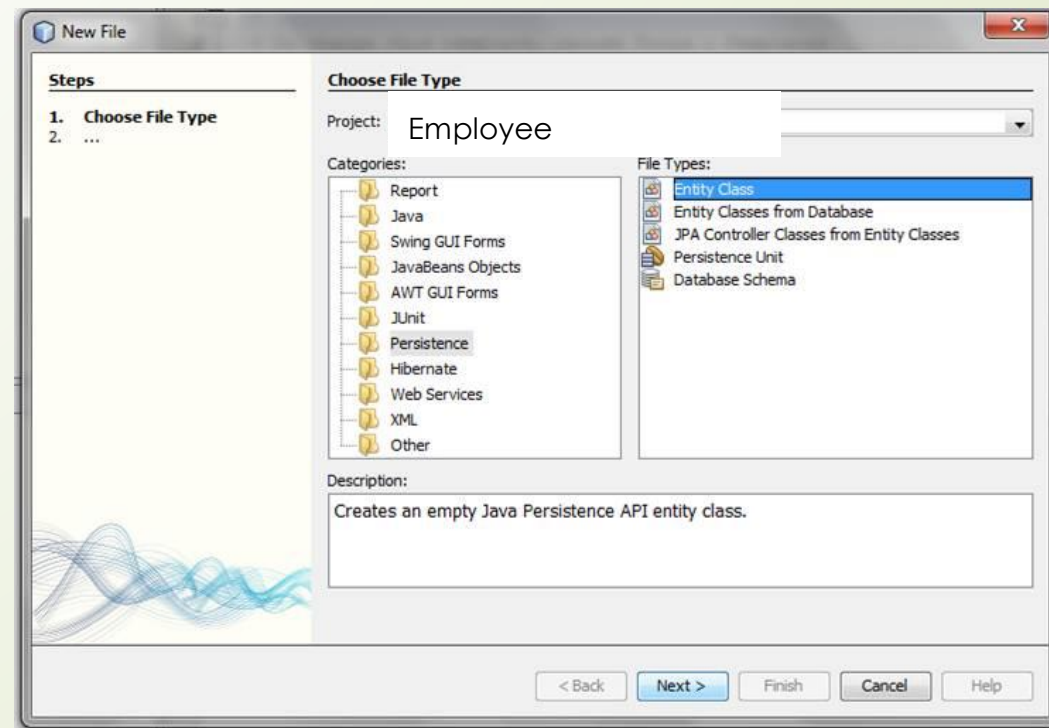 New File
Steps
1. Choose File Type
2. ...
Choose File Type
Project:
Employee
Categories:
Report
Java
Swing GUI Forms
JavaBeans Objects
AWT GUI Forms
JUnit
Persistence
Hibernate
Web Services
XML
Other
File Types:
Entity Class
Entity Classes from Database
JPA Controller Classes from Entity Classes
Persistence Unit
Database Schema
Description:
Creates an empty Java Persistence API entity class.
< Back
Next >
Finish
Cancel
Help